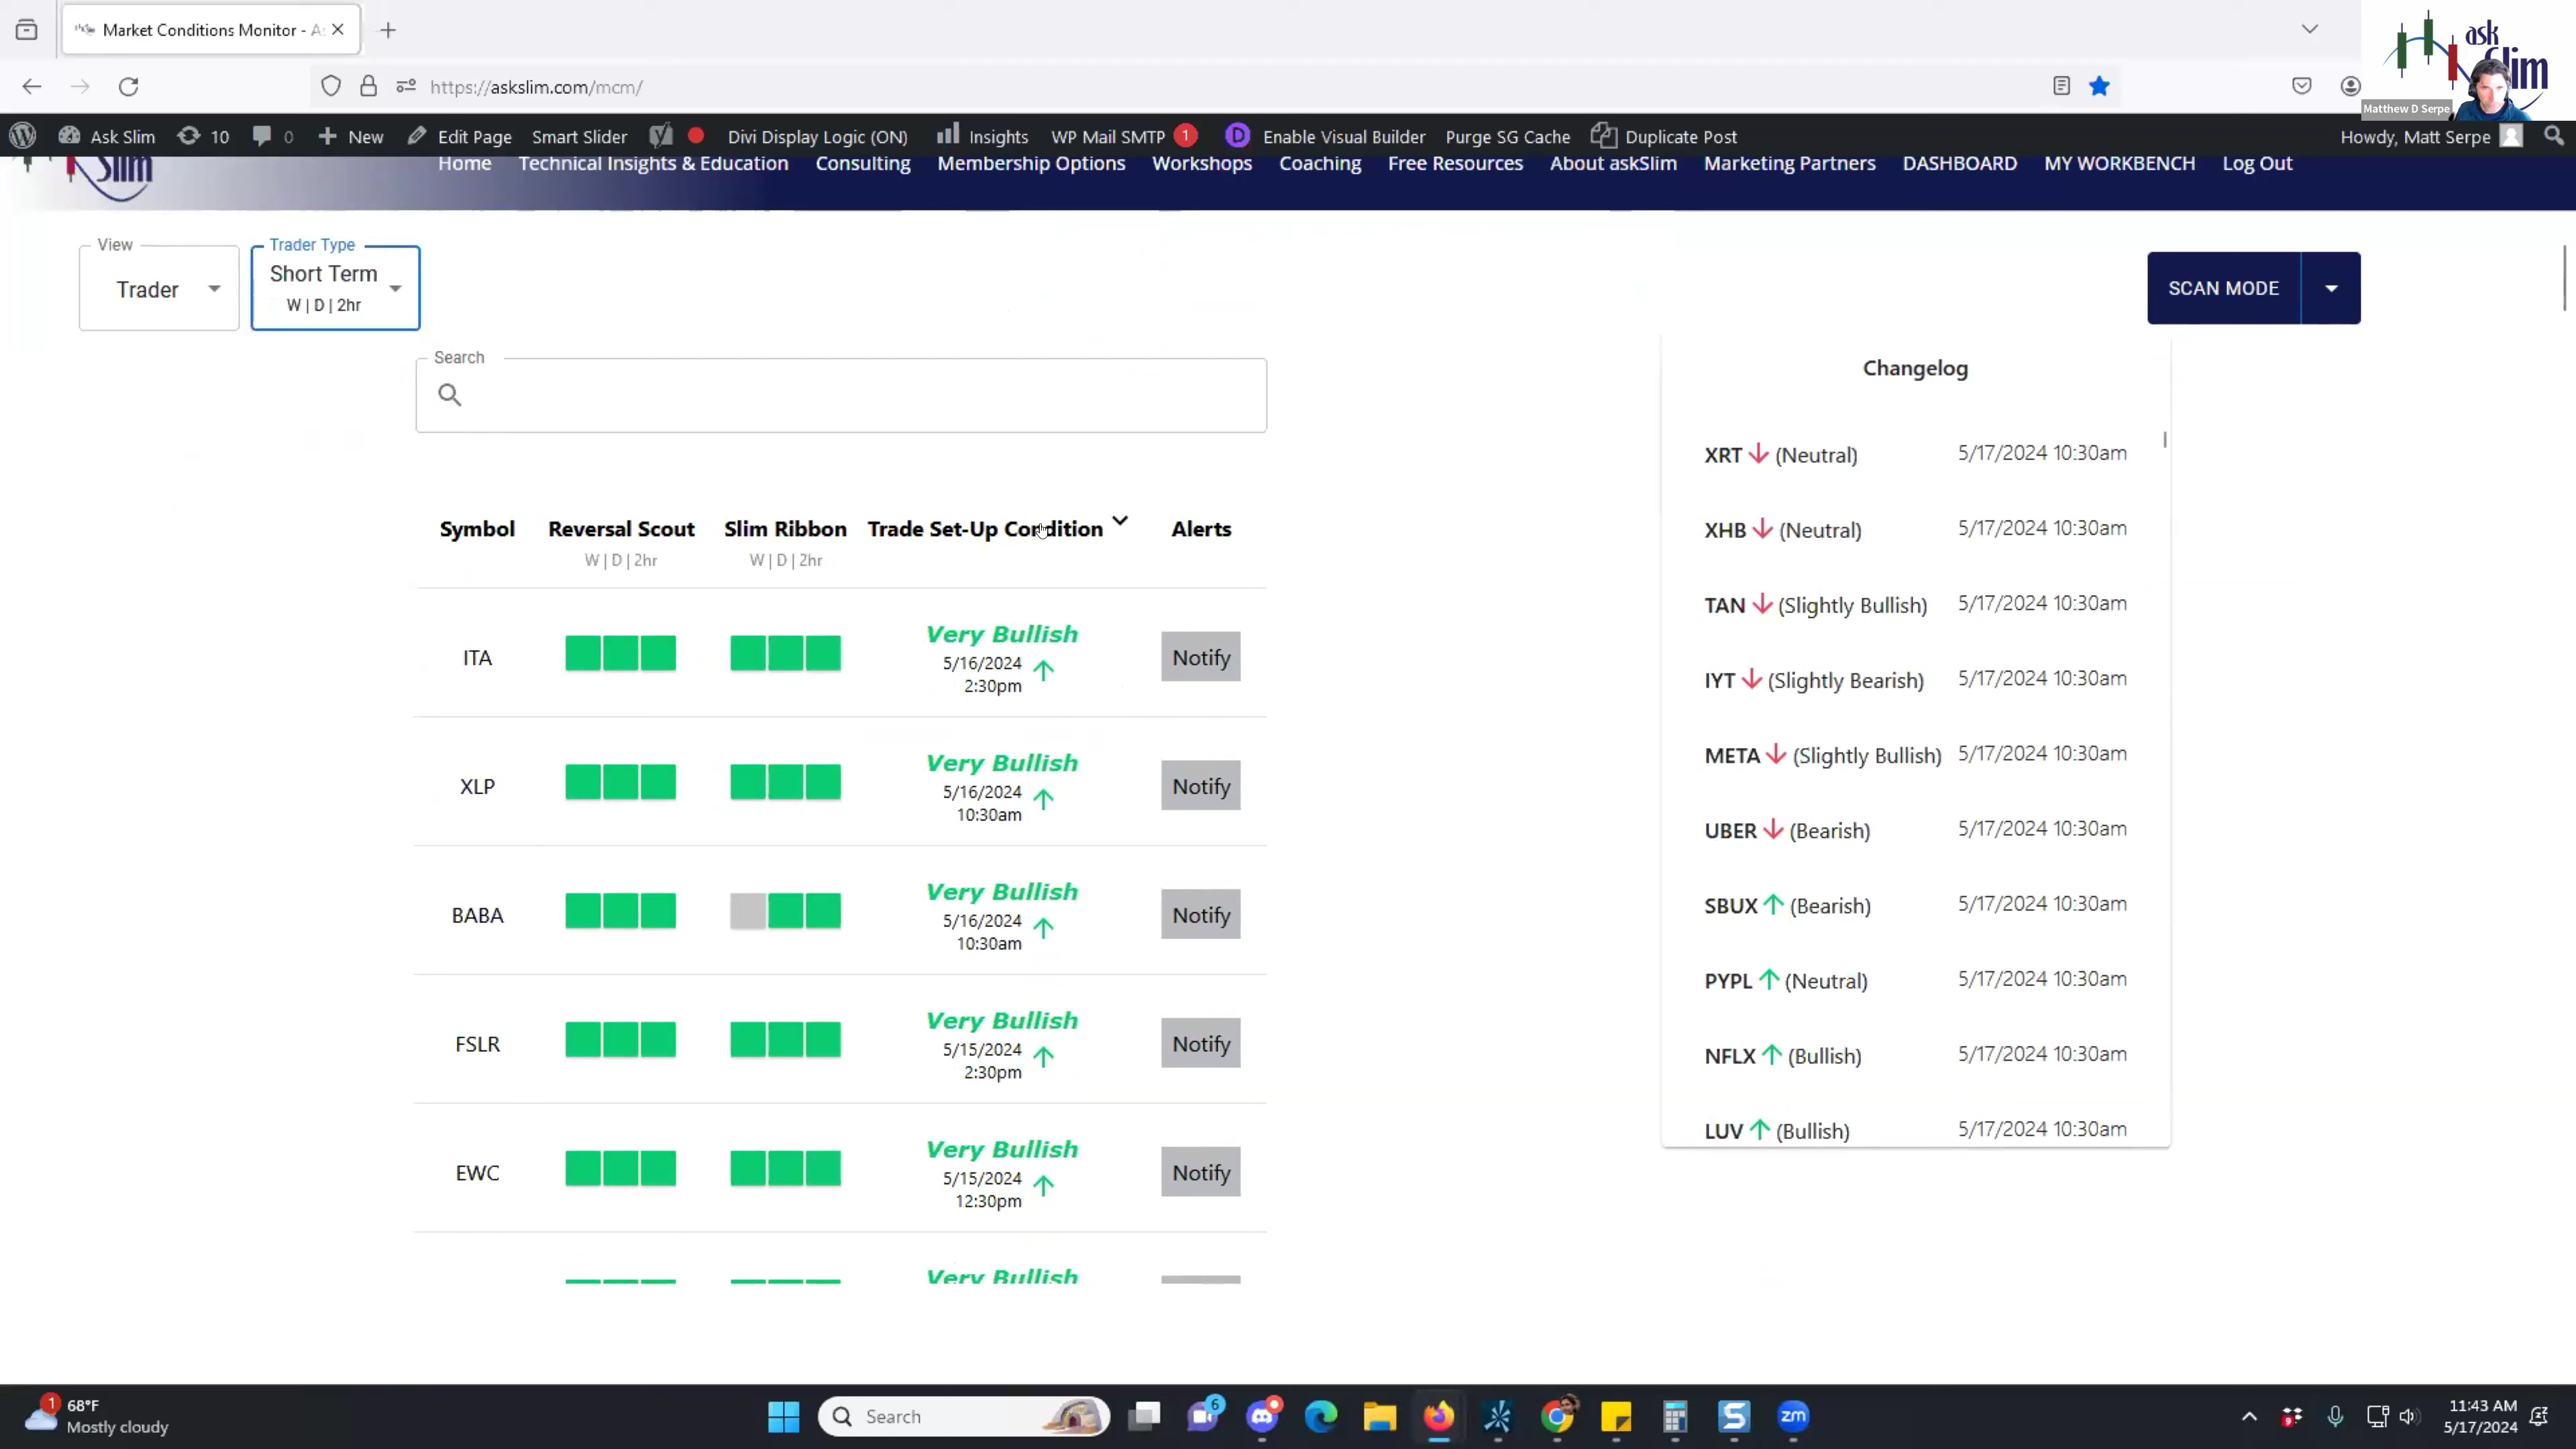 Market Conditions Monitor - A
ask
Slim
Matthew D Serpe
https://askslim.com/mcm/
Ask Slim 10 0 New Edit Page Smart Slider Divi Display Logic (ON) Insights WP Mail SMTP 1 D Enable Visual Builder Purge SG Cache Duplicate Post Howdy, Matt Serpe
Slim Home Technical Insights & Education Consulting Membership Options Workshops Coaching Free Resources About askSlim Marketing Partners DASHBOARD MY WORKBENCH Log Out
View
Trader
Trader Type
Short Term
W | D | 2hr
SCAN MODE
Search
Symbol Reversal Scout Slim Ribbon Trade Set-Up Condition Alerts
W | D | 2hr W | D | 2hr
ITA Very Bullish 5/16/2024 2:30pm Notify
XLP Very Bullish 5/16/2024 10:30am Notify
BABA Very Bullish 5/16/2024 10:30am Notify
FSLR Very Bullish 5/15/2024 2:30pm Notify
EWC Very Bullish 5/15/2024 12:30pm Notify
Very Bullish
Changelog
XRT (Neutral) 5/17/2024 10:30am
XHB (Neutral) 5/17/2024 10:30am
TAN (Slightly Bullish) 5/17/2024 10:30am
IYT (Slightly Bearish) 5/17/2024 10:30am
META (Slightly Bullish) 5/17/2024 10:30am
UBER (Bearish) 5/17/2024 10:30am
SBUX (Bearish) 5/17/2024 10:30am
PYPL (Neutral) 5/17/2024 10:30am
NFLX (Bullish) 5/17/2024 10:30am
LUV (Bullish) 5/17/2024 10:30am
1 68°F
Mostly cloudy
Search
6
S
zm
9
11:43 AM
5/17/2024